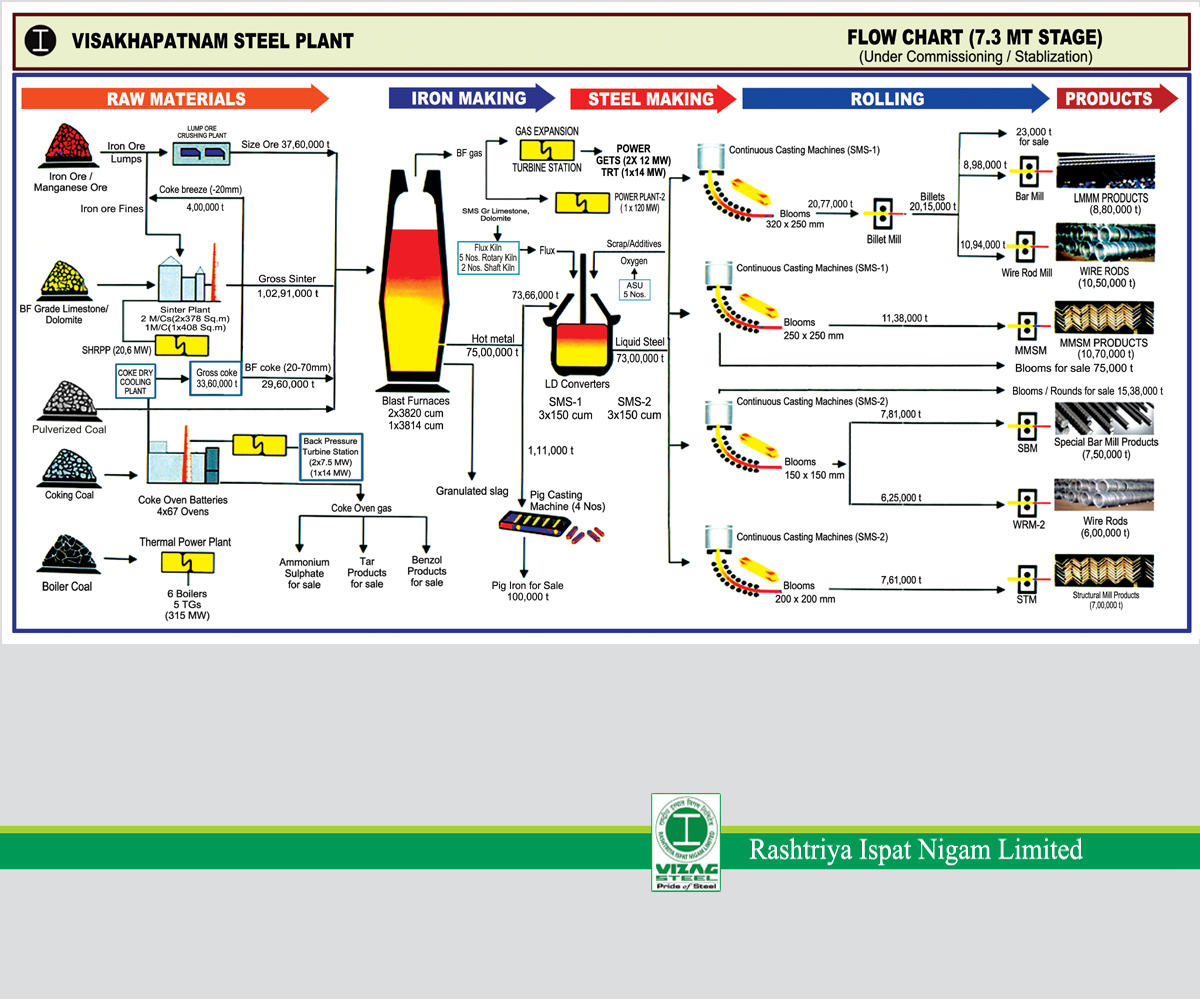 VISAKHAPATNAM STEEL PLANT
FLOW CHART (7.3 MT STAGE)
(Under Commissioning / Stablization)
RAW MATERIALS
IRON MAKING
STEEL MAKING
ROLLING
PRODUCTS
Iron Ore /
Manganese Ore
Iron Ore
Lumps
LUMP ORE
CRUSHING PLANT
Size Ore 37,60,000 t
Coke breeze (-20mm)
4,00,000 t
Iron ore Fines
BF Grade Limestone/
Dolomite
Sinter Plant
2 M/Cs(2x378 Sq.m)
1M/C(1x408 Sq.m)
Gross Sinter
1,02,91,000 t
SHRPP (20,6 MW)
COKE DRY
COOLING
PLANT
Gross coke
33,60,000 t
BF coke (20-70mm)
29,60,000 t
Pulverized Coal
Coking Coal
Coke Oven Batteries
4x67 Ovens
Back Pressure
Turbine Station
(2x7.5 MW)
(1x14 MW)
Coke Oven gas
Ammonium
Sulphate
for sale
Tar
Products
for sale
Benzol
Products
for sale
Boiler Coal
Thermal Power Plant
6 Boilers
5 TGs
(315 MW)
BF gas
GAS EXPANSION
TURBINE STATION
POWER
GETS (2X 12 MW)
TRT (1x14 MW)
POWER PLANT-2
(1 x 120 MW)
SMS Gr Limestone,
Dolomite
Flux Kiln
5 Nos. Rotary Kiln
2 Nos. Shaft Kiln
Flux
Scrap/Additives
Oxygen
ASU
5 Nos.
73,66,000 t
Hot metal
75,00,000 t
Blast Furnaces
2x3820 cum
1x3814 cum
Liquid Steel
73,00,000 t
LD Converters
SMS-1
3x150 cum
SMS-2
3x150 cum
1,11,000 t
Granulated slag
Pig Casting
Machine (4 Nos)
Pig Iron for Sale
100,000 t
Continuous Casting Machines (SMS-1)
Blooms
320 x 250 mm
20,77,000 t
Billet Mill
Billets
20,15,000 t
23,000 t
for sale
8,98,000 t
Bar Mill
LMMM PRODUCTS
(8,80,000 t)
10,94,000 t
Wire Rod Mill
WIRE RODS
(10,50,000 t)
Continuous Casting Machines (SMS-1)
Blooms
250 x 250 mm
11,38,000 t
MMSM
MMSM PRODUCTS
(10,70,000 t)
Blooms for sale 75,000 t
Blooms / Rounds for sale 15,38,000 t
Continuous Casting Machines (SMS-2)
Blooms
150 x 150 mm
7,81,000 t
SBM
Special Bar Mill Products
(7,50,000 t)
6,25,000 t
WRM-2
Wire Rods
(6,00,000 t)
Continuous Casting Machines (SMS-2)
Blooms
200 x 200 mm
7,61,000 t
STM
Structural Mill Products
(7,00,000 t)
राष्ट्रीय इस्पात निगम लिमिटेड
RASHTRIYA ISPAT NIGAM LIMITED
VIZAG
STEEL
Pride of Steel
Rashtriya Ispat Nigam Limited